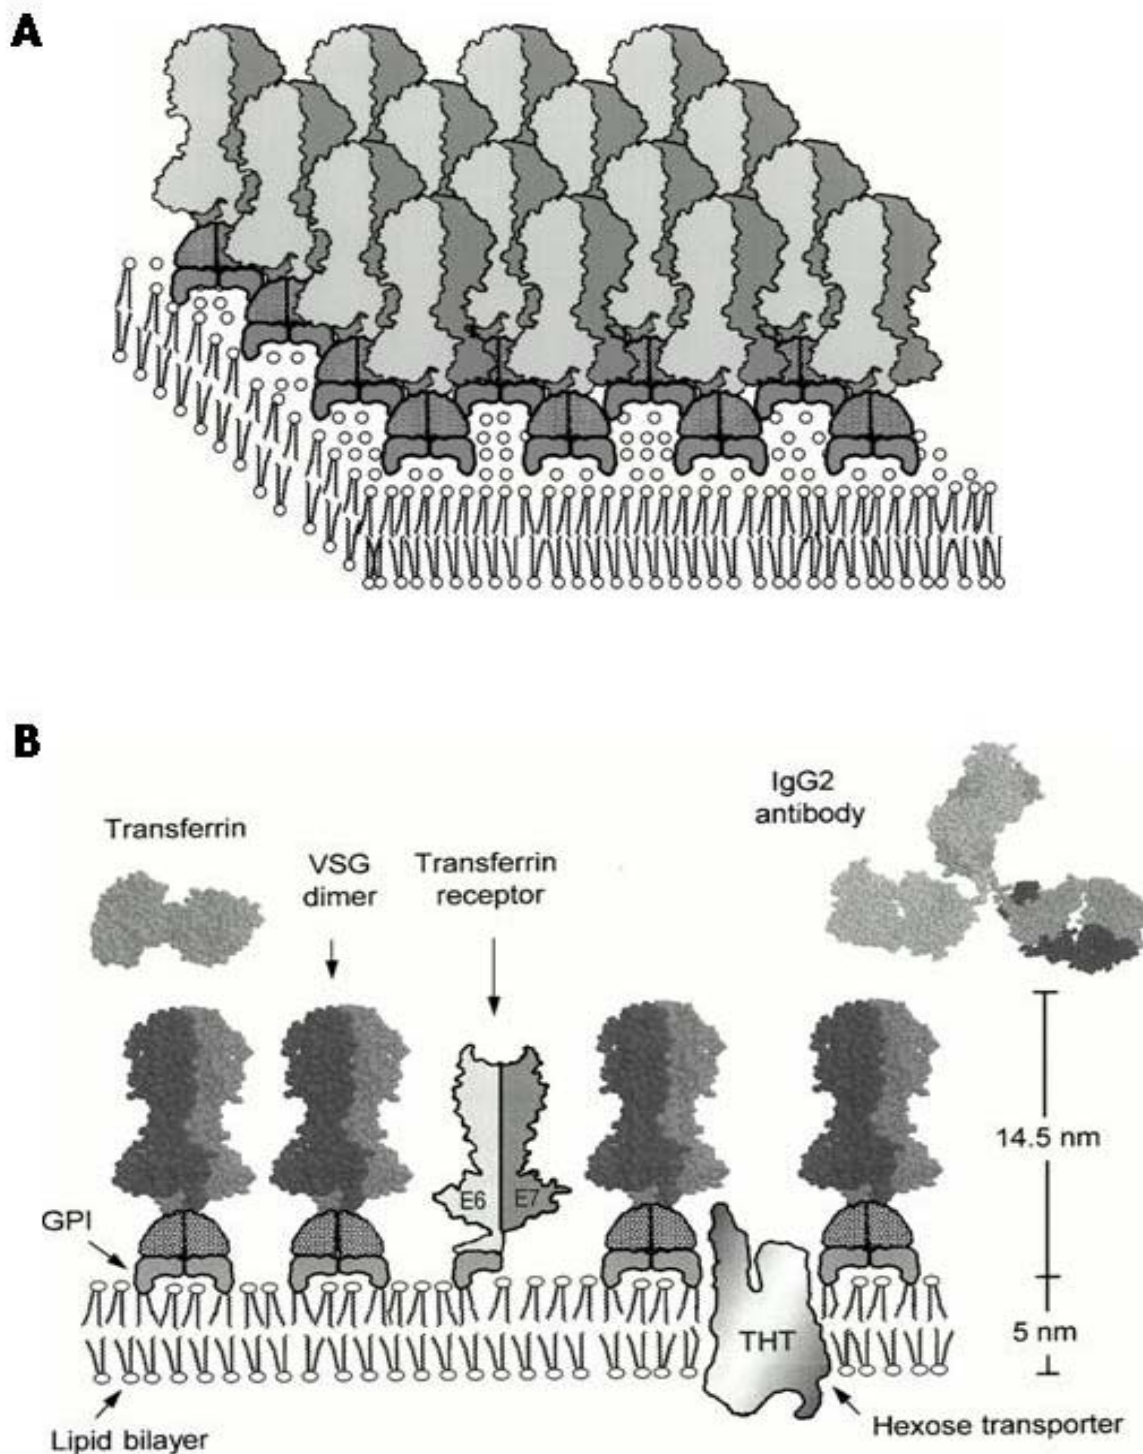 A
B
IgG2
antibody
Transferrin
VSG
dimer
Transferrin
receptor
14.5 nm
E6
E7
GPI
THT
5 nm
Hexose transporter
Lipid bilayer